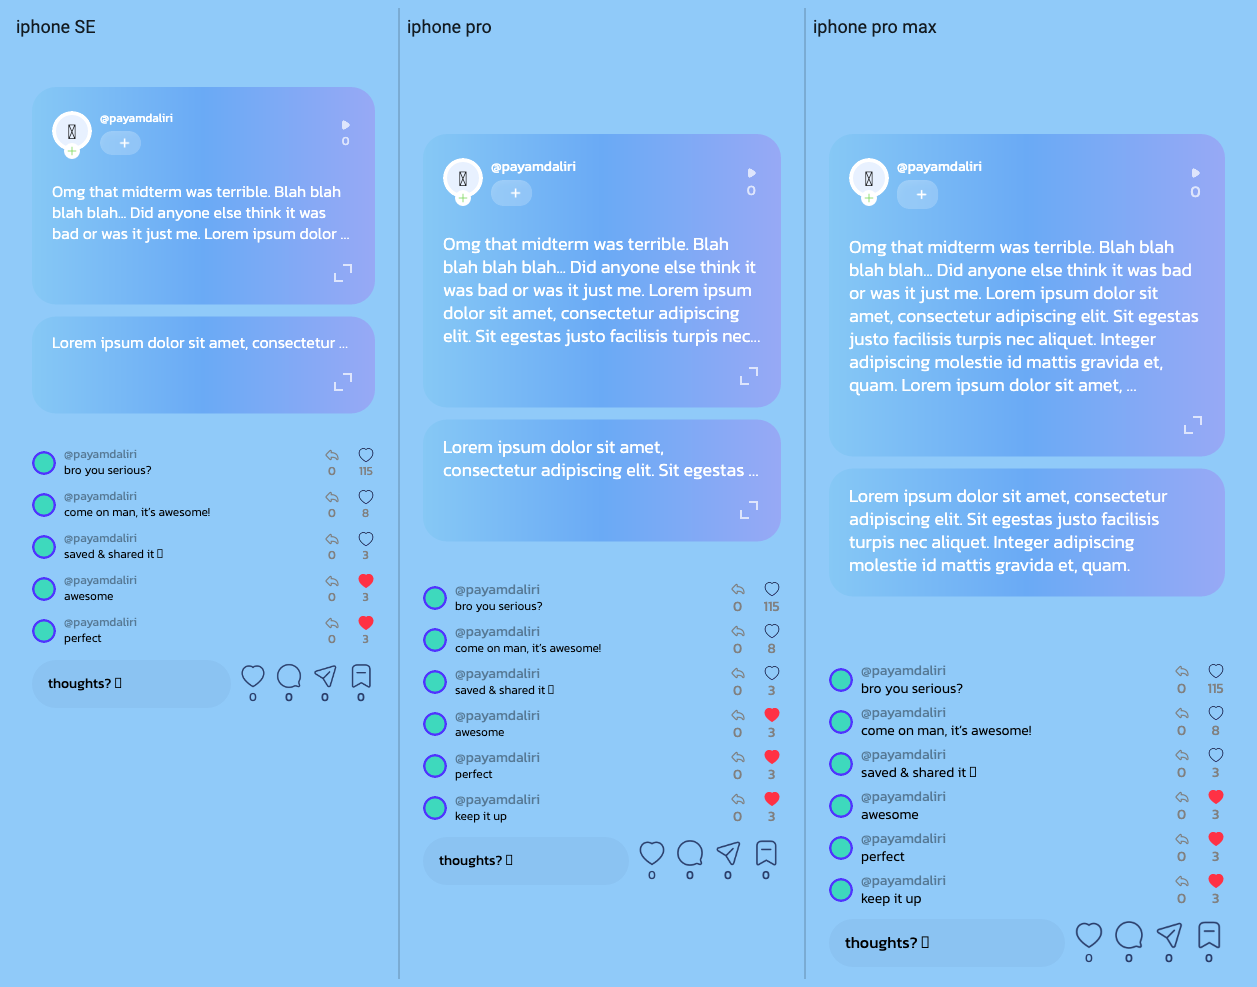 iphone SE
@payamdaliri
0
Omg that midterm was terrible. Blah blah
blah blah... Did anyone else think it was
bad or was it just me. Lorem ipsum dolor ...
Lorem ipsum dolor sit amet, consectetur ...
@payamdaliri
bro you serious?
0 115
@payamdaliri
come on man, it's awesome!
0 8
@payamdaliri
saved & shared it
0 3
@payamdaliri
awesome
0 3
@payamdaliri
perfect
0 3
thoughts?
0 0 0 0
iphone pro
@payamdaliri
0
Omg that midterm was terrible. Blah
blah blah blah... Did anyone else think it
was bad or was it just me. Lorem ipsum
dolor sit amet, consectetur adipiscing
elit. Sit egestas justo facilisis turpis nec...
Lorem ipsum dolor sit amet,
consectetur adipiscing elit. Sit egestas ...
@payamdaliri
bro you serious?
0 115
@payamdaliri
come on man, it's awesome!
0 8
@payamdaliri
saved & shared it
0 3
@payamdaliri
awesome
0 3
@payamdaliri
perfect
0 3
@payamdaliri
keep it up
0 3
thoughts?
0 0 0 0
iphone pro max
@payamdaliri
0
Omg that midterm was terrible. Blah blah
blah blah... Did anyone else think it was bad
or was it just me. Lorem ipsum dolor sit
amet, consectetur adipiscing elit. Sit egestas
justo facilisis turpis nec aliquet. Integer
adipiscing molestie id mattis gravida et,
quam. Lorem ipsum dolor sit amet, ...
Lorem ipsum dolor sit amet, consectetur
adipiscing elit. Sit egestas justo facilisis
turpis nec aliquet. Integer adipiscing
molestie id mattis gravida et, quam.
@payamdaliri
bro you serious?
0 115
@payamdaliri
come on man, it's awesome!
0 8
@payamdaliri
saved & shared it
0 3
@payamdaliri
awesome
0 3
@payamdaliri
perfect
0 3
@payamdaliri
keep it up
0 3
thoughts?
0 0 0 0